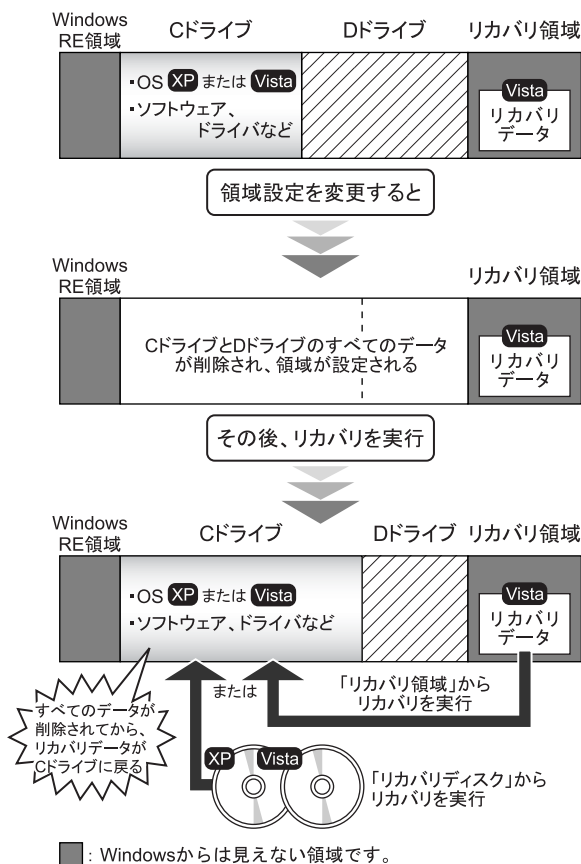 Windows
RE領域
Cドライブ
Dドライブ
リカバリ領域
▪OS XP または Vista
▪ソフトウェア、
ドライバなど
Vista
リカバリ
データ
領域設定を変更すると
Windows
RE領域
リカバリ領域
CドライブとDドライブのすべてのデータ
が削除され、領域が設定される
Vista
リカバリ
データ
その後、リカバリを実行
Windows
RE領域
Cドライブ
Dドライブ
リカバリ領域
▪OS XP または Vista
▪ソフトウェア、ドライバなど
Vista
リカバリ
データ
すべてのデータが
削除されてから、
リカバリデータが
Cドライブに戻る
または
「リカバリ領域」から
リカバリを実行
XP
Vista
「リカバリディスク」から
リカバリを実行
：Windowsからは見えない領域です。